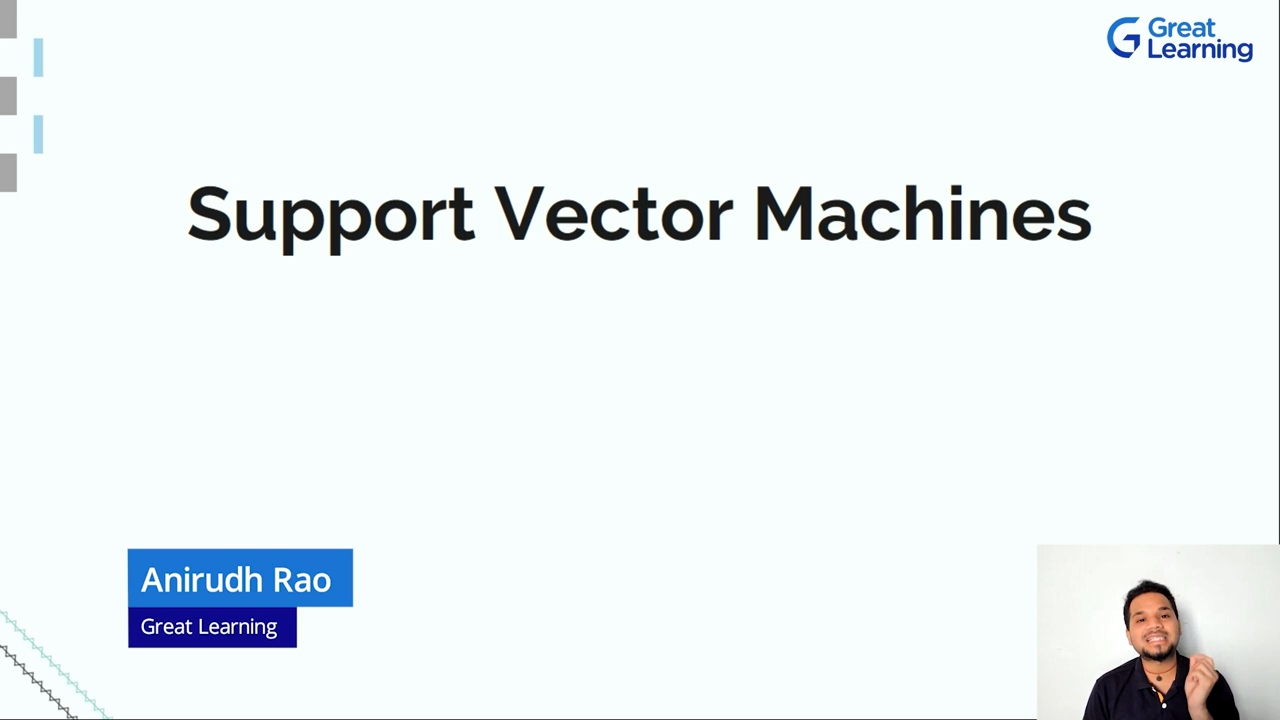 Great
Learning
Support Vector Machines
Anirudh Rao
Great Learning